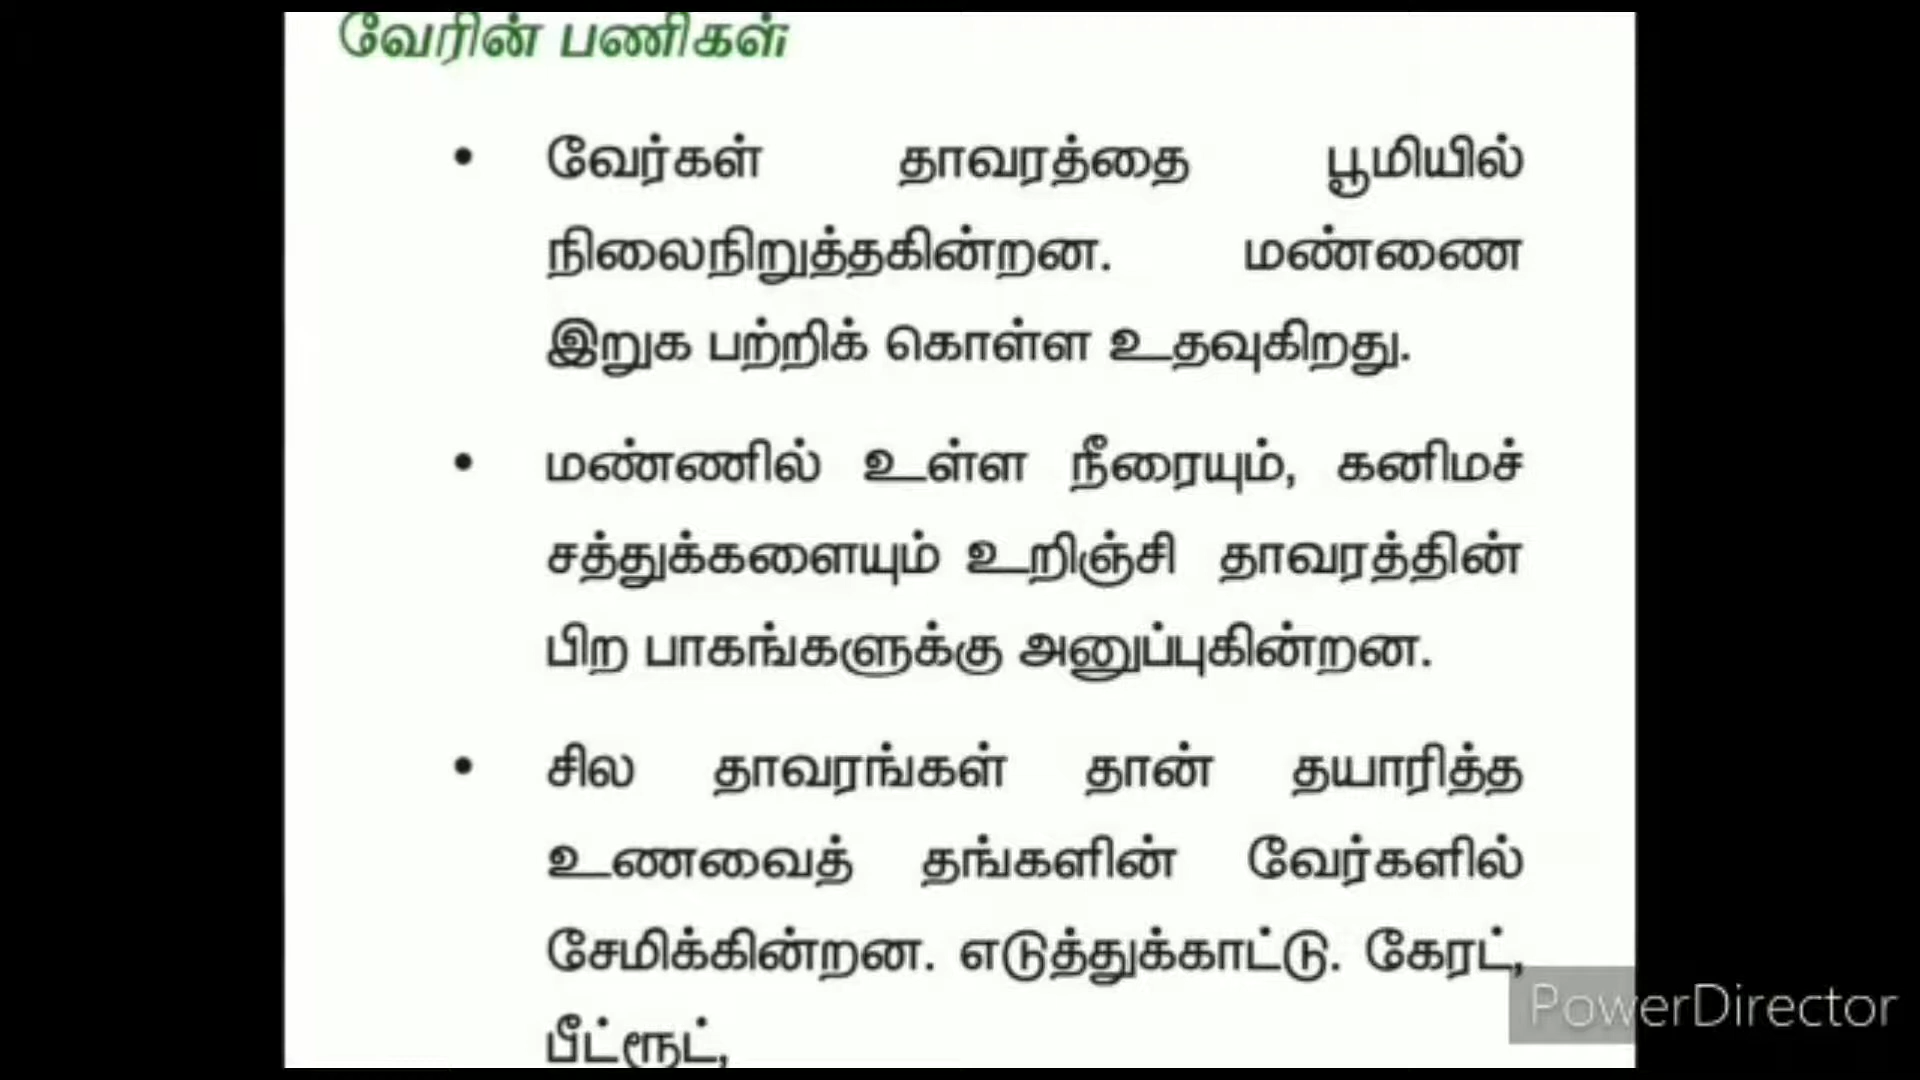 வேரின் பணிகள்
• வேர்கள் தாவரத்தை பூமியில்
நிலைநிறுத்தகின்றன. மண்ணை
இறுக பற்றிக் கொள்ள உதவுகிறது.
• மண்ணில் உள்ள நீரையும், கனிமச்
சத்துக்களையும் உறிஞ்சி தாவரத்தின்
பிற பாகங்களுக்கு அனுப்புகின்றன.
• சில தாவரங்கள் தான் தயாரித்த
உணவைத் தங்களின் வேர்களில்
சேமிக்கின்றன. எடுத்துக்காட்டு. கேரட்,
பீட்ரூட்,
PowerDirector